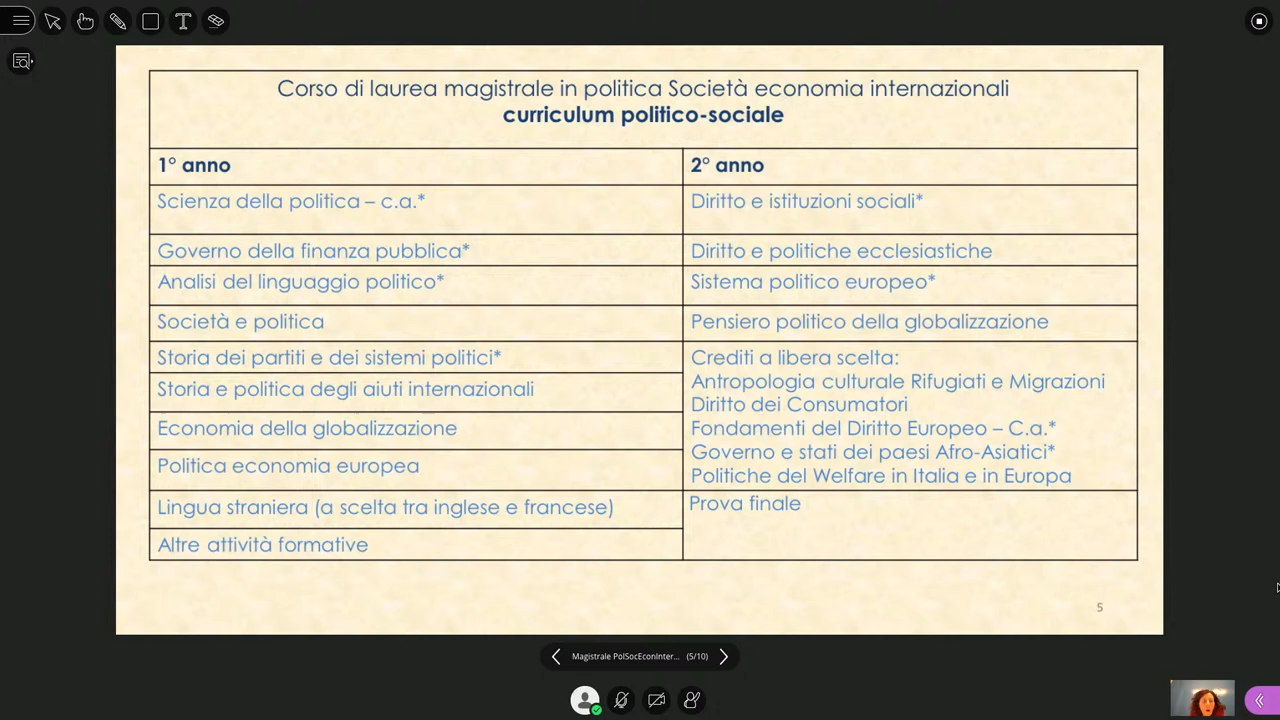 Corso di laurea magistrale in politica Società economia internazionali
curriculum politico-sociale
1° anno
2° anno
Scienza della politica – c.a.*
Diritto e istituzioni sociali*
Governo della finanza pubblica*
Diritto e politiche ecclesiastiche
Analisi del linguaggio politico*
Sistema politico europeo*
Società e politica
Pensiero politico della globalizzazione
Storia dei partiti e dei sistemi politici*
Storia e politica degli aiuti internazionali
Economia della globalizzazione
Politica economia europea
Crediti a libera scelta:
Antropologia culturale Rifugiati e Migrazioni
Diritto dei Consumatori
Fondamenti del Diritto Europeo – C.a.*
Governo e stati dei paesi Afro-Asiatici*
Politiche del Welfare in Italia e in Europa
Lingua straniera (a scelta tra inglese e francese)
Prova finale
Altre attività formative
5
Magistrale PolSocEconInter... (5/10)